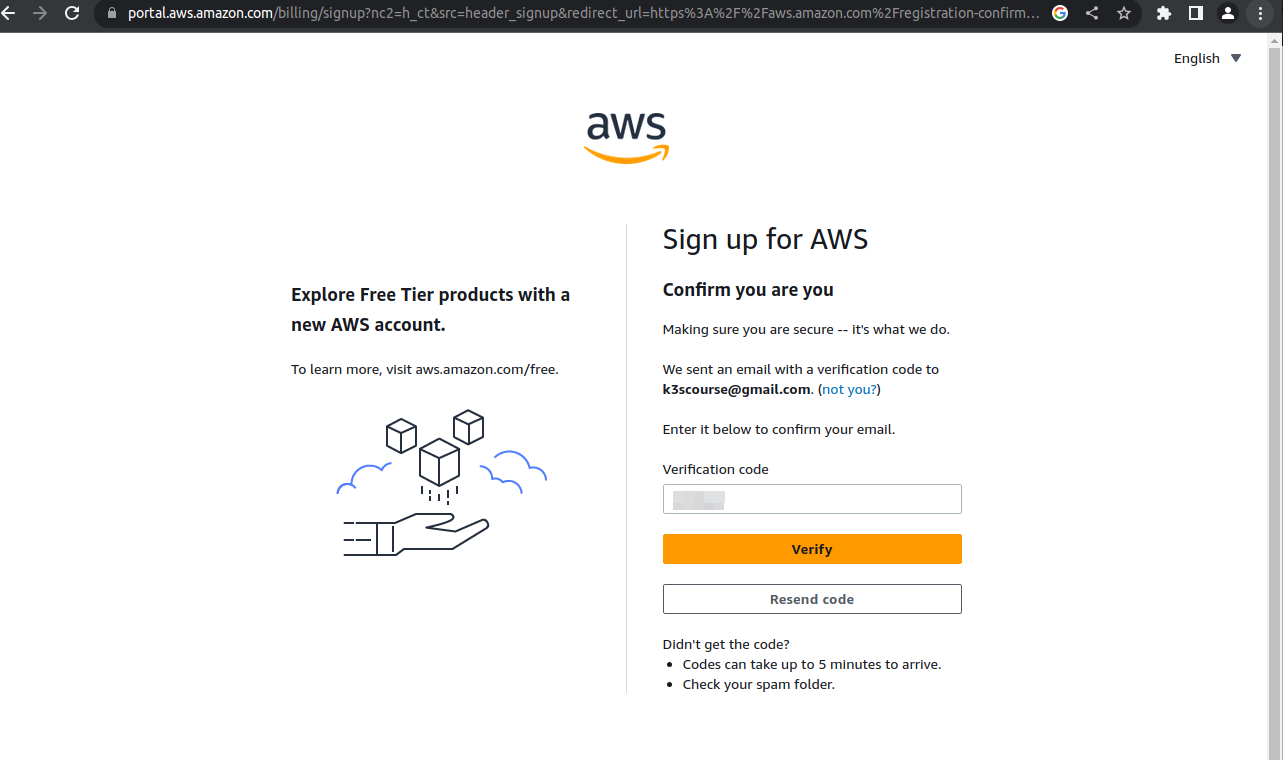 portal.aws.amazon.com/billing/signup?nc2=h_ct&src=header_signup&redirect_url=https%3A%2F%2Faws.amazon.com%2Fregistration-confirm...
English
aws
Explore Free Tier products with a
new AWS account.
To learn more, visit aws.amazon.com/free.
Sign up for AWS
Confirm you are you
Making sure you are secure -- it's what we do.
We sent an email with a verification code to
k3scourse@gmail.com. (not you?)
Enter it below to confirm your email.
Verification code
Verify
Resend code
Didn't get the code?
• Codes can take up to 5 minutes to arrive.
• Check your spam folder.